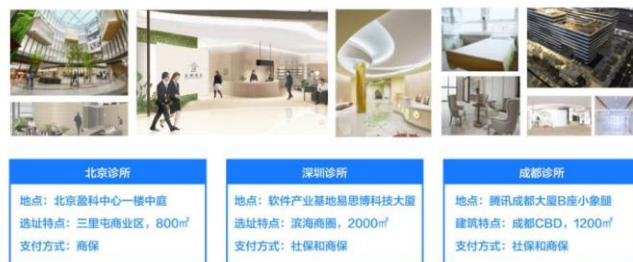 北京诊所
地点：北京盈科中心一楼中庭
选址特点：三里屯商业区，800㎡
支付方式：商保
深圳诊所
地点：软件产业基地易思博科技大厦
选址特点：滨海商圈，2000㎡
支付方式：社保和商保
成都诊所
地点：腾讯成都大厦B座小象腿
建筑特点：成都CBD，1200㎡
支付方式：社保和商保